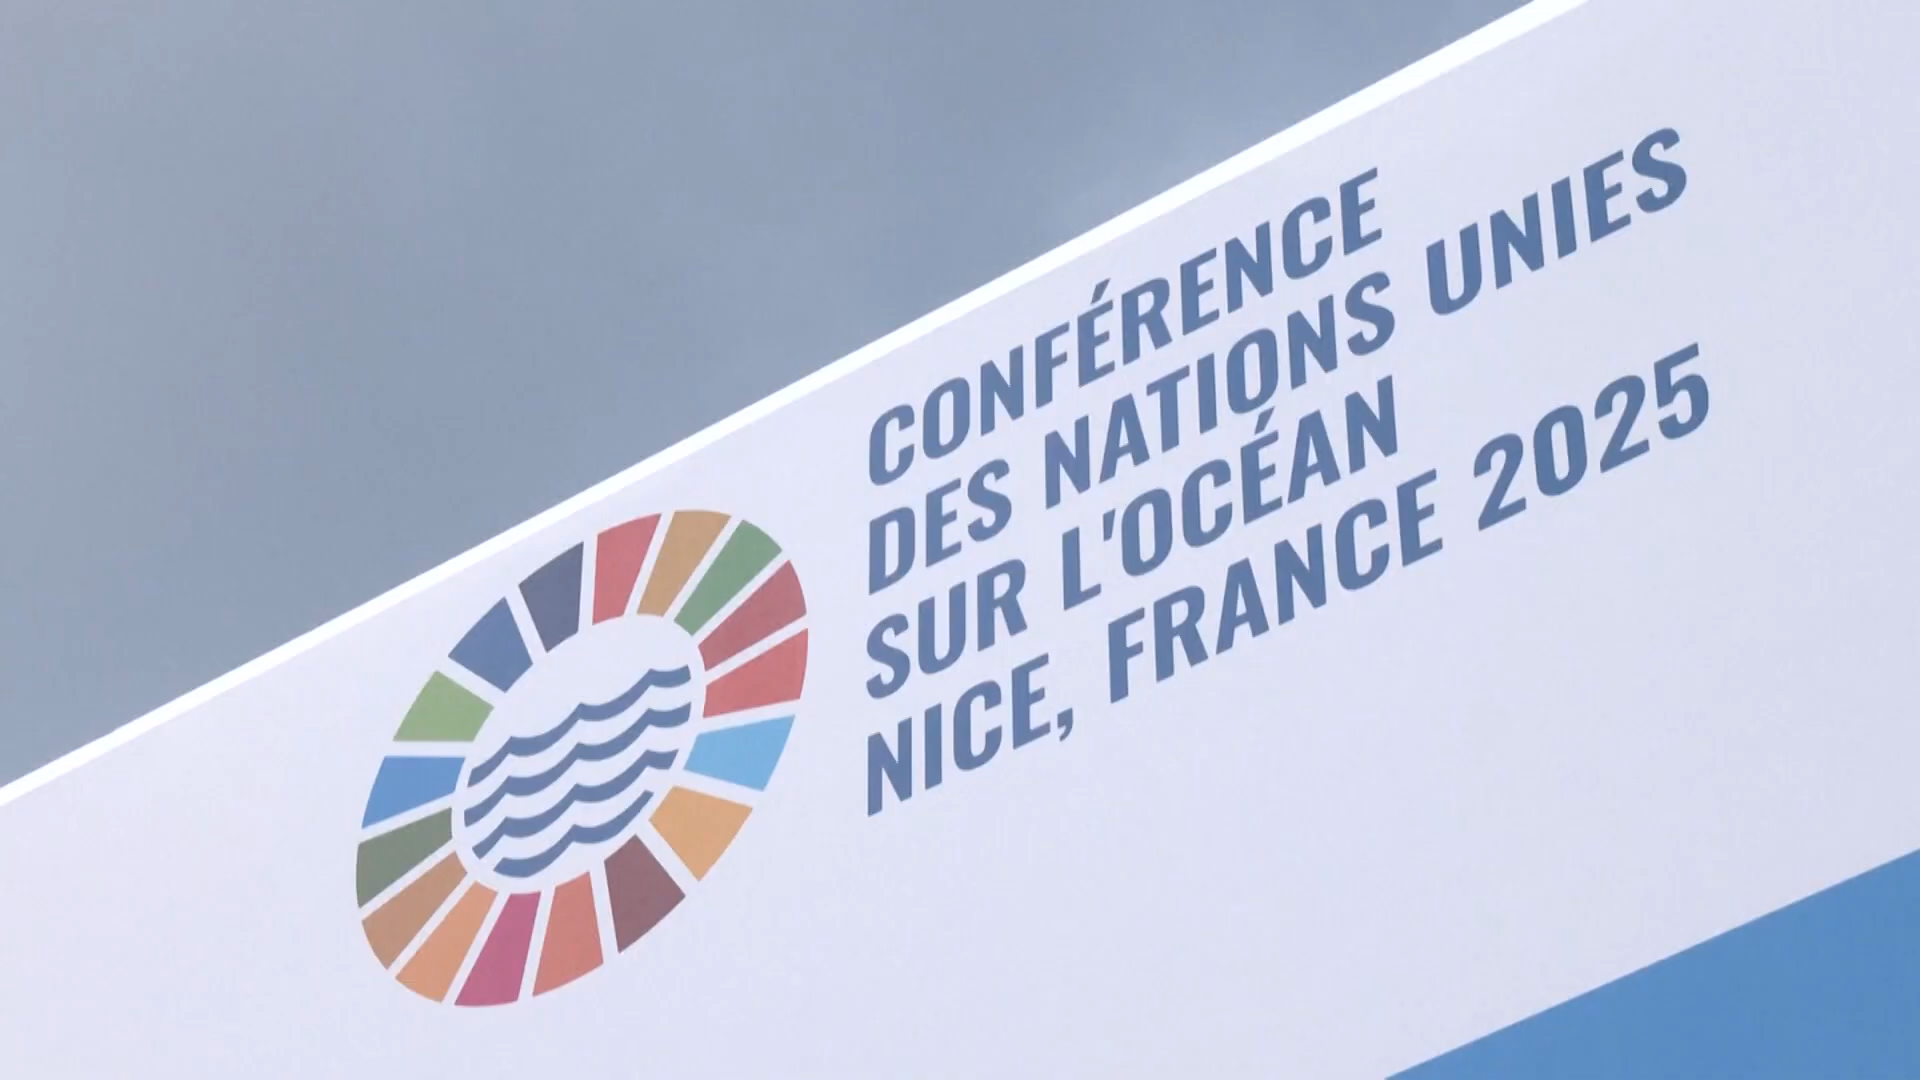 CONFÉRENCE
DES NATIONS UNIES
SUR L'OCÉAN
NICE, FRANCE 2025